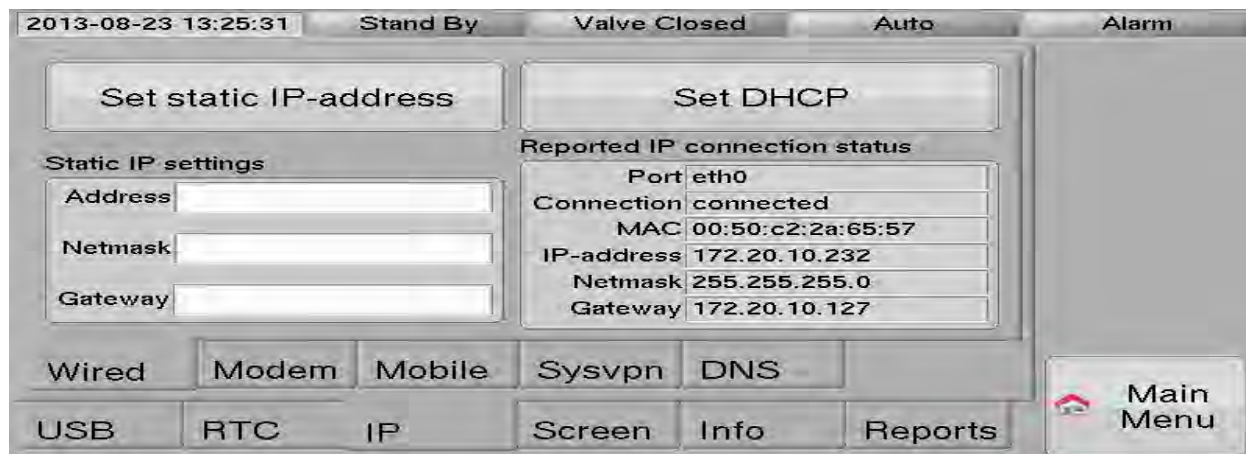 2013-08-23 13:25:31 Stand By Valve Closed Auto Alarm
Set static IP-address Set DHCP
Static IP settings
Address
Netmask
Gateway
Reported IP connection status
Port eth0
Connection connected
MAC 00:50:c2:2a:65:57
IP-address 172.20.10.232
Netmask 255.255.255.0
Gateway 172.20.10.127
Wired Modem Mobile Sysvpn DNS
USB RTC IP Screen Info Reports
Main
Menu